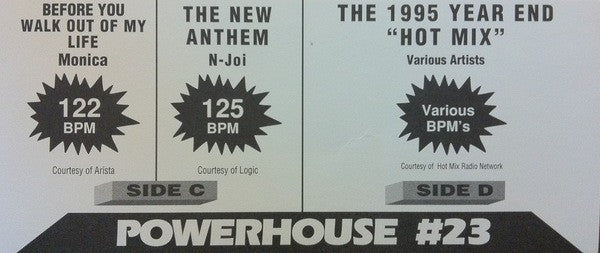 BEFORE YOU
WALK OUT OF MY
LIFE
Monica
122
BPM
Courtesy of Arista
THE NEW
ANTHEM
N-Joi
125
BPM
Courtesy of Logic
SIDE C
THE 1995 YEAR END
“HOT MIX”
Various Artists
Various
BPM's
Courtesy of Hot Mix Radio Network
SIDE D
POWERHOUSE #23